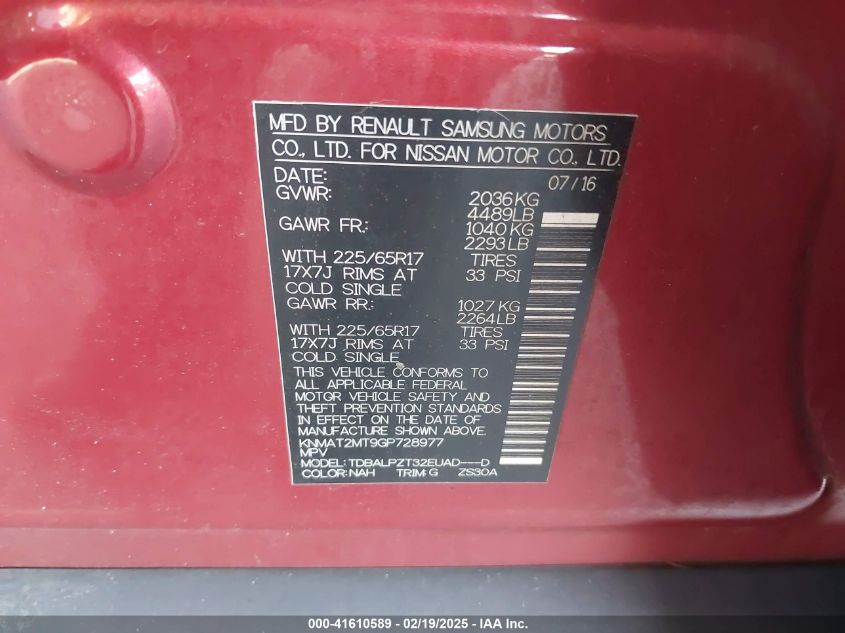 MFD BY RENAULT SAMSUNG MOTORS
CO., LTD. FOR NISSAN MOTOR CO., LTD.
DATE: 07/16
GVWR: 2036KG
4489LB
GAWR FR.: 1040 KG
2293LB
WITH 225/65R17 TIRES
17X7J RIMS AT 33 PSI
COLD SINGLE
GAWR RR.: 1027 KG
2264LB
WITH 225/65R17 TIRES
17X7J RIMS AT 33 PSI
COLD SINGLE
THIS VEHICLE CONFORMS TO
ALL APPLICABLE FEDERAL
MOTOR VEHICLE SAFETY AND
THEFT PREVENTION STANDARDS
IN EFFECT ON THE DATE OF
MANUFACTURE SHOWN ABOVE.
KNMAT2MT9GP728977
MPV
MODEL: TDBALPZT32EUAD---D
COLOR: NAH TRIM: G ZS30A
000-41610589 - 02/19/2025 - IAA Inc.